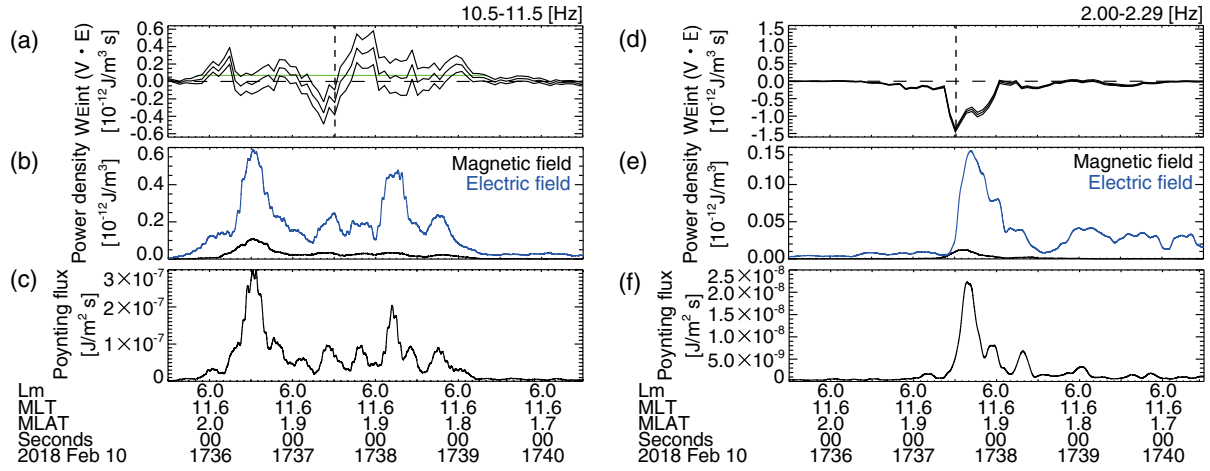 10.5-11.5 [Hz]
(a)
WEint (V・E)
[10⁻¹² J/m³ s]
0.6
0.4
0.2
0.0
-0.2
-0.4
-0.6
(b)
Power density
[10⁻¹² J/m³]
0.6
0.4
0.2
0.0
Magnetic field
Electric field
(c)
Poynting flux
[J/m² s]
3×10⁻⁷
2×10⁻⁷
1×10⁻⁷
0
Lm 6.0 6.0 6.0 6.0 6.0
MLT 11.6 11.6 11.6 11.6 11.6
MLAT 2.0 1.9 1.9 1.8 1.7
Seconds 00 00 00 00 00
2018 Feb 10 1736 1737 1738 1739 1740
2.00-2.29 [Hz]
(d)
WEint (V・E)
[10⁻¹² J/m³ s]
1.5
1.0
0.5
0.0
-0.5
-1.0
-1.5
(e)
Power density
[10⁻¹² J/m³]
0.15
0.10
0.05
0.00
Magnetic field
Electric field
(f)
Poynting flux
[J/m² s]
2.5×10⁻⁸
2.0×10⁻⁸
1.5×10⁻⁸
1.0×10⁻⁸
5.0×10⁻⁹
0
Lm 6.0 6.0 6.0 6.0 6.0
MLT 11.6 11.6 11.6 11.6 11.6
MLAT 2.0 1.9 1.9 1.8 1.7
Seconds 00 00 00 00 00
2018 Feb 10 1736 1737 1738 1739 1740